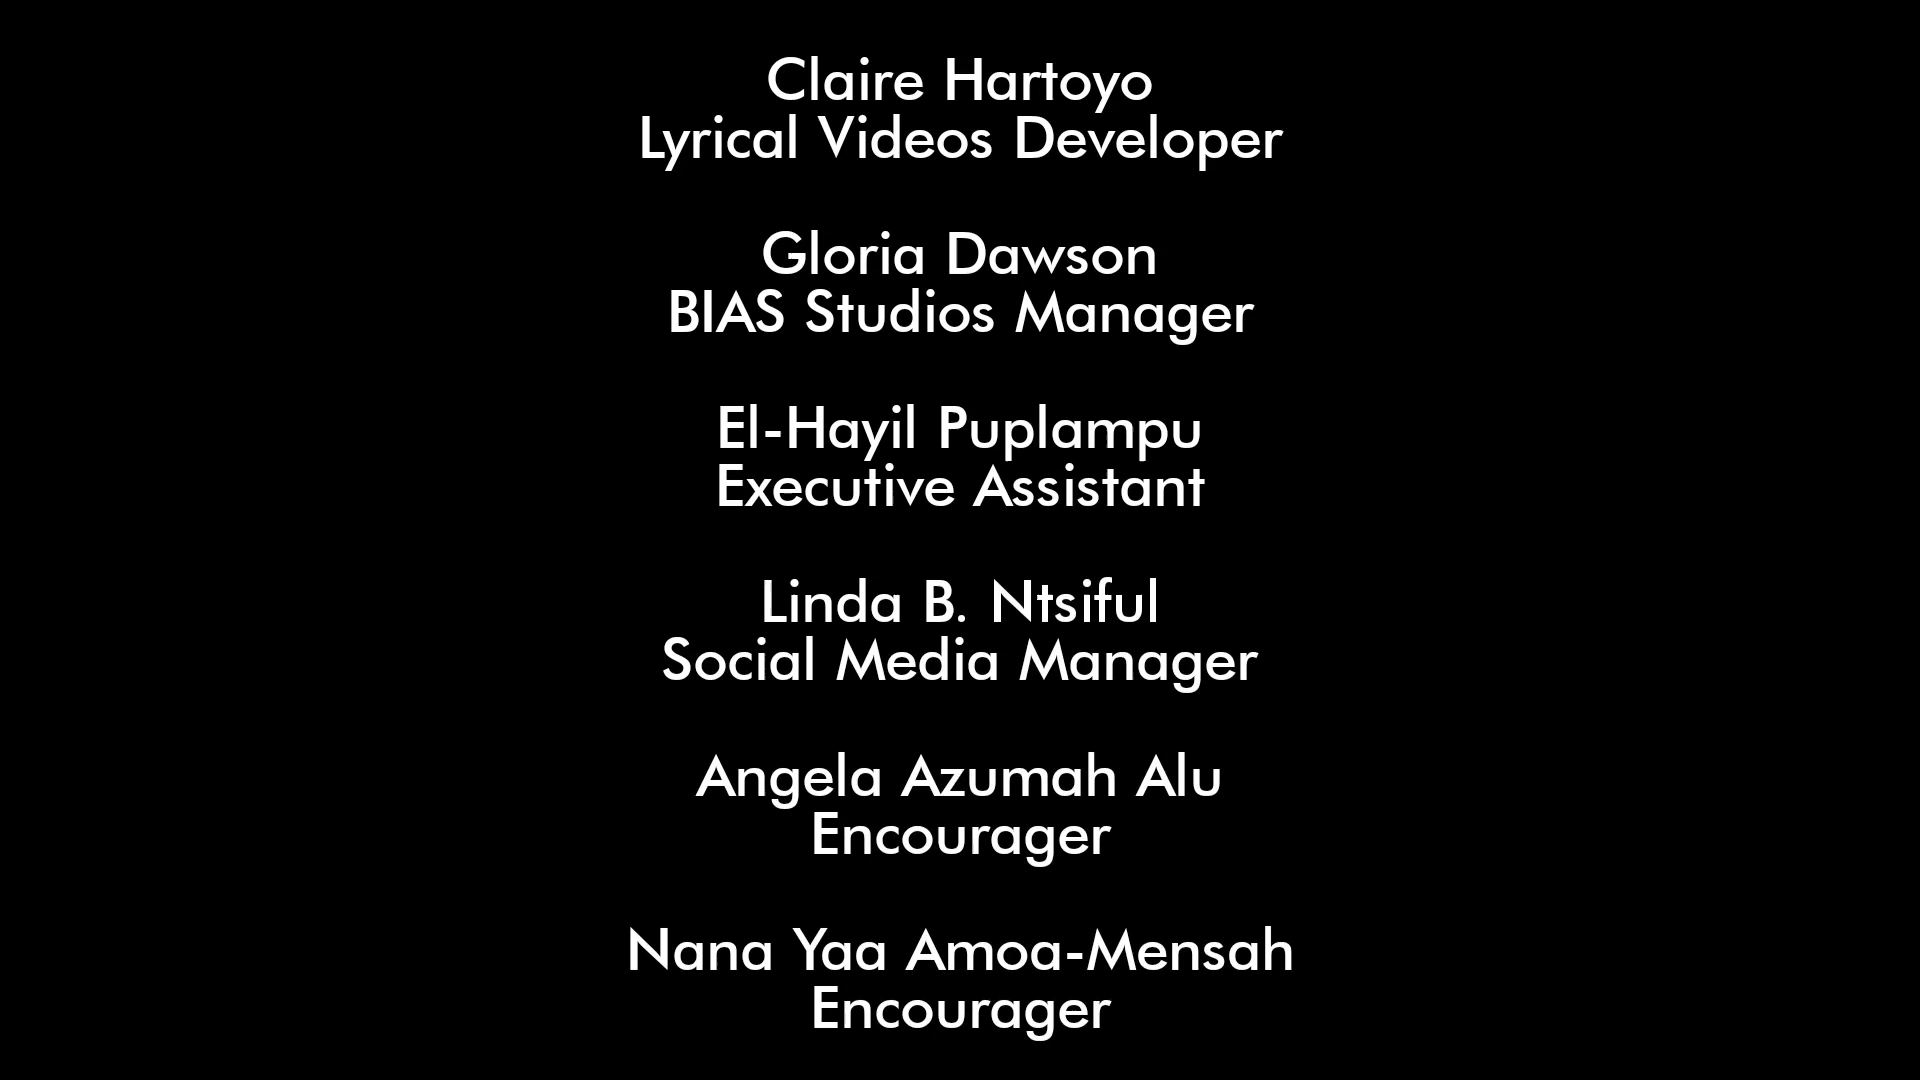 Claire Hartoyo
Lyrical Videos Developer
Gloria Dawson
BIAS Studios Manager
El-Hayil Puplampu
Executive Assistant
Linda B. Ntsiful
Social Media Manager
Angela Azumah Alu
Encourager
Nana Yaa Amoa-Mensah
Encourager